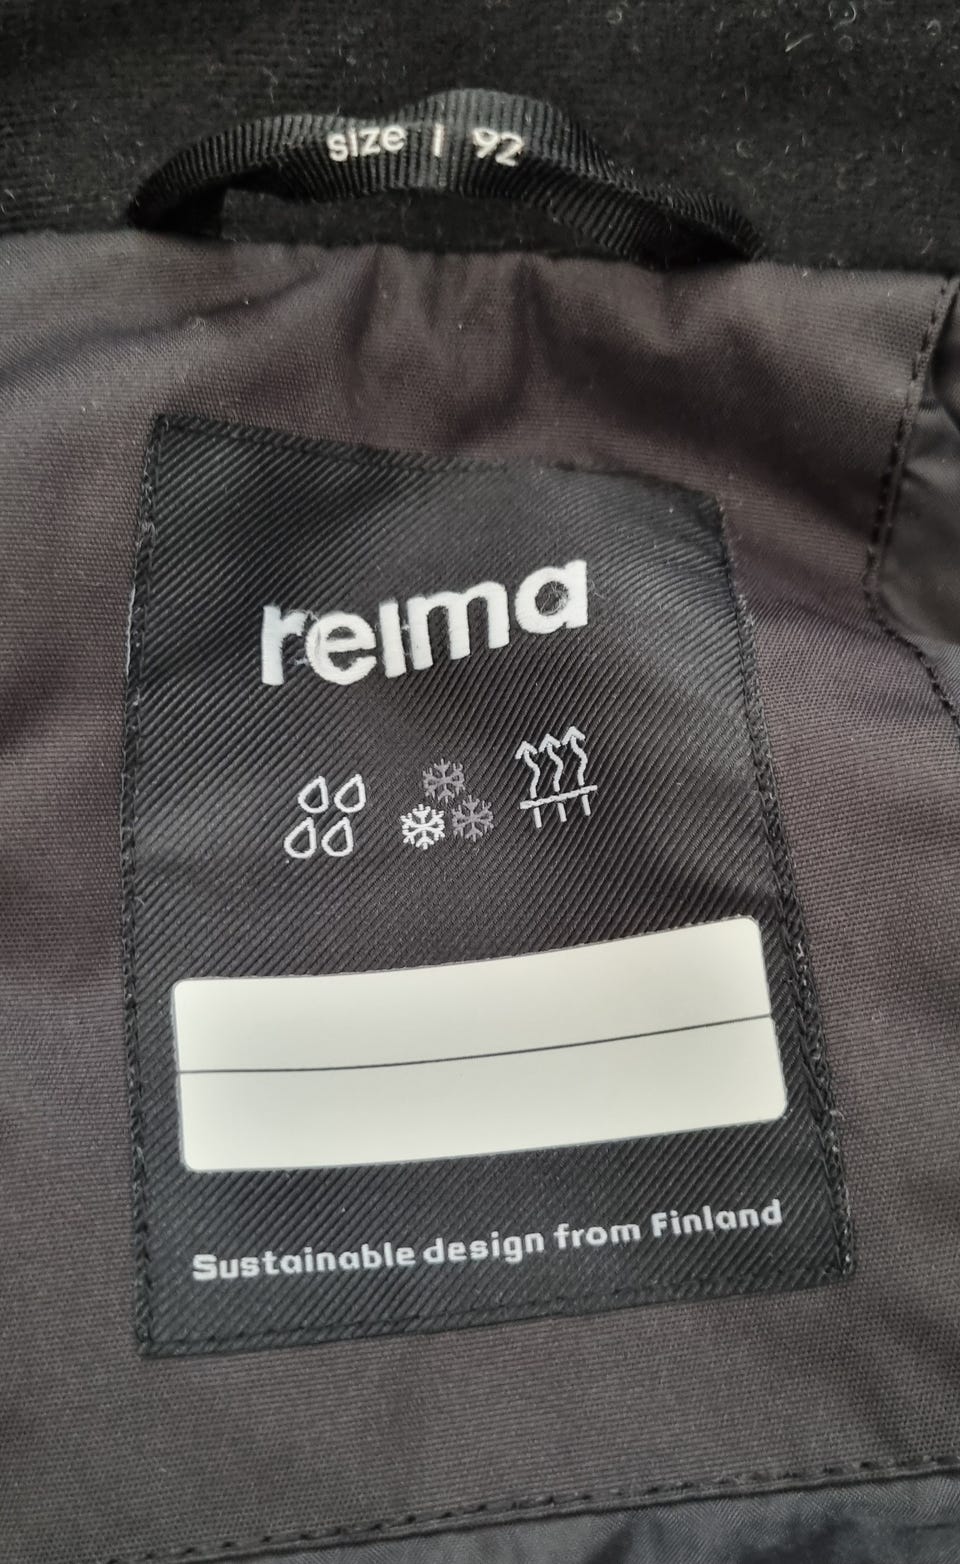 size | 92
reima
Sustainable design from Finland